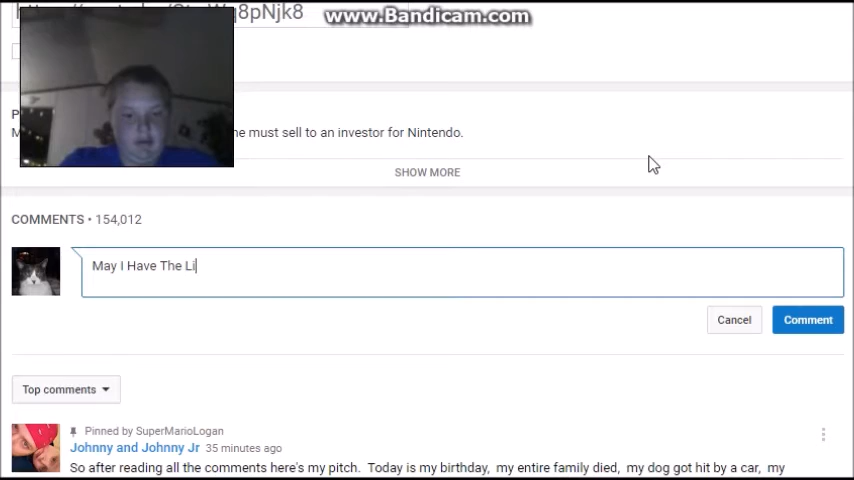 www.Bandicam.com
8pNjk8
P
M
ne must sell to an investor for Nintendo.
SHOW MORE
COMMENTS • 154,012
May I Have The Li
Cancel
Comment
Top comments
Pinned by SuperMarioLogan
Johnny and Johnny Jr 35 minutes ago
So after reading all the comments here's my pitch. Today is my birthday, my entire family died, my dog got hit by a car, my